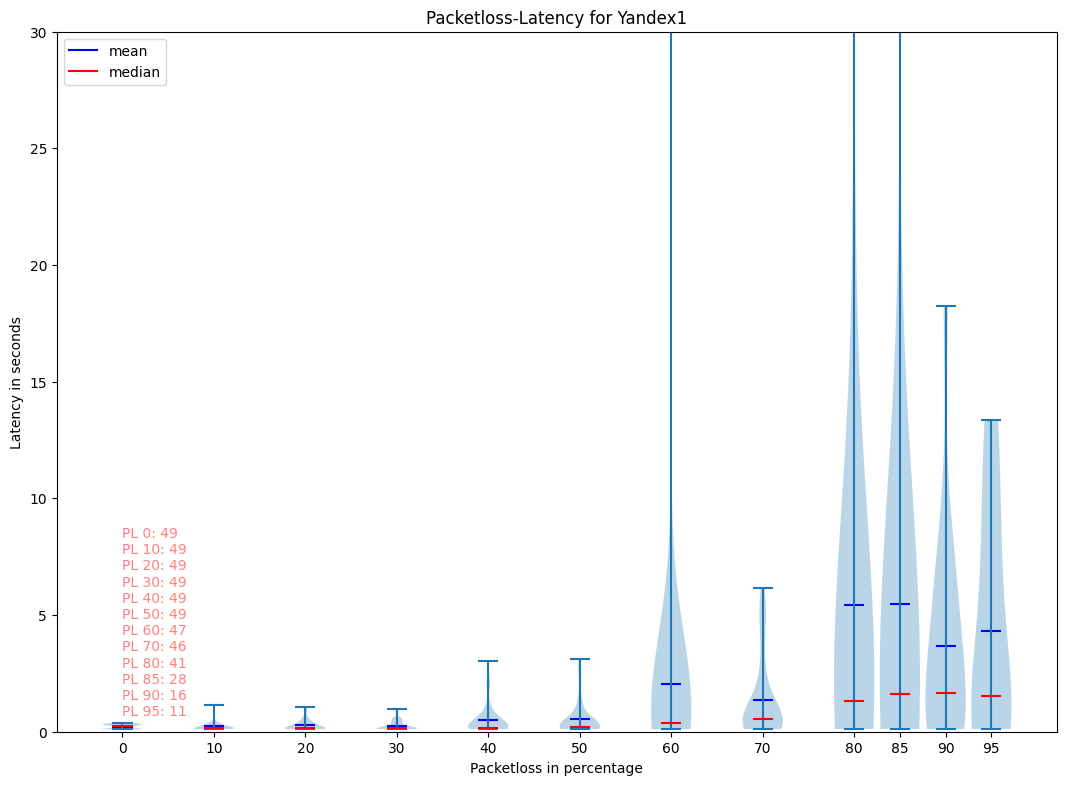 Packetloss-Latency for Yandex1
mean
median
30
25
20
15
10
5
0
Latency in seconds
PL 0: 49
PL 10: 49
PL 20: 49
PL 30: 49
PL 40: 49
PL 50: 49
PL 60: 47
PL 70: 46
PL 80: 41
PL 85: 28
PL 90: 16
PL 95: 11
0 10 20 30 40 50 60 70 80 85 90 95
Packetloss in percentage